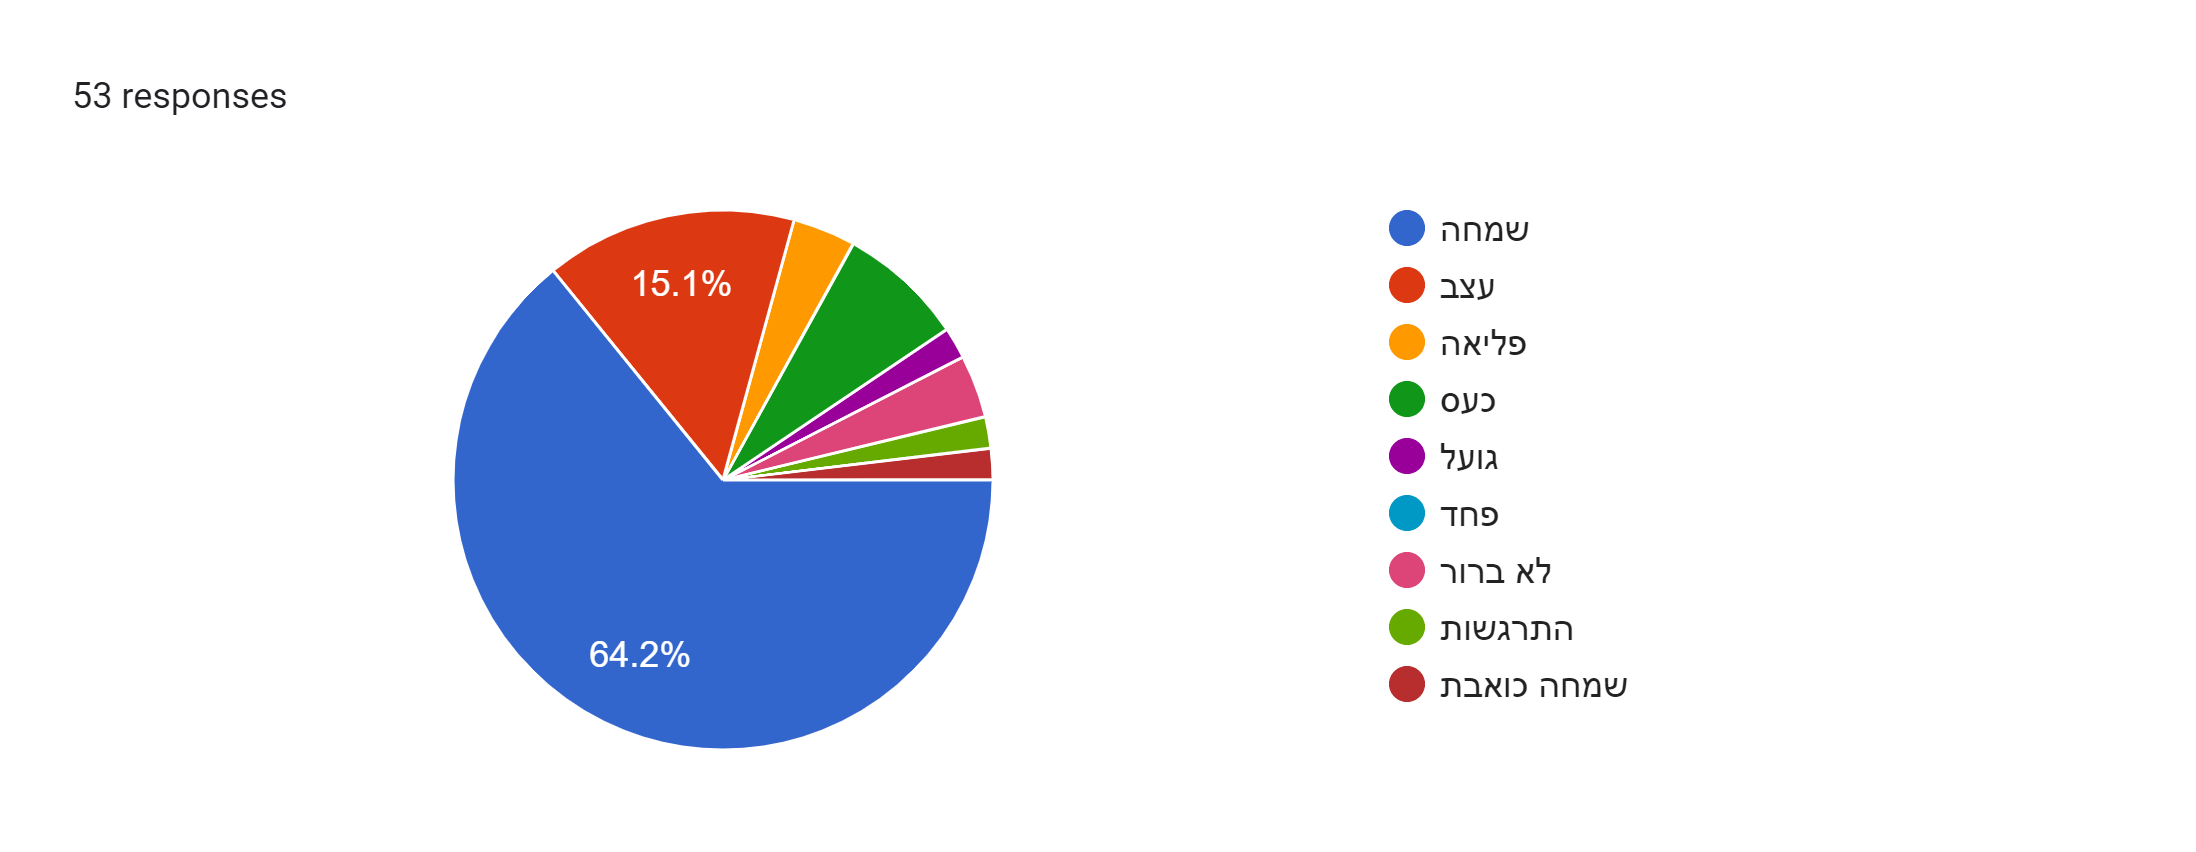 53 responses
15.1%
64.2%
שמחה
עצב
פליאה
כעס
גועל
פחד
לא ברור
התרגשות
שמחה כואבת